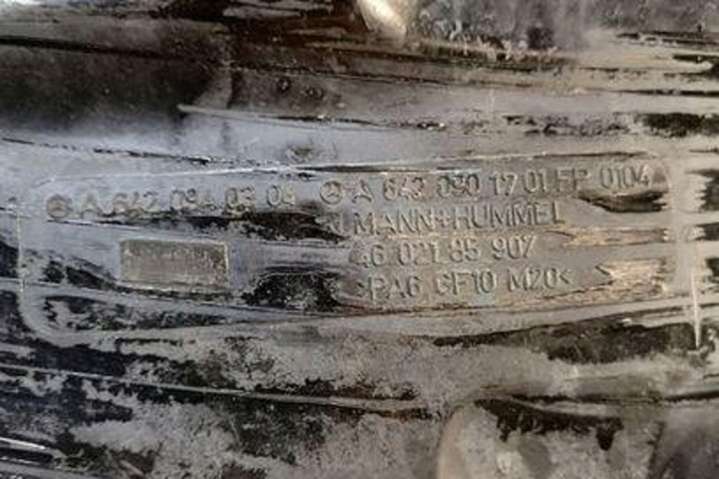 A 642 094 02 04 A 642 090 17 01 FP 0104
MANN+HUMMEL
46 021 85 907
>PA6 GF10 M20<